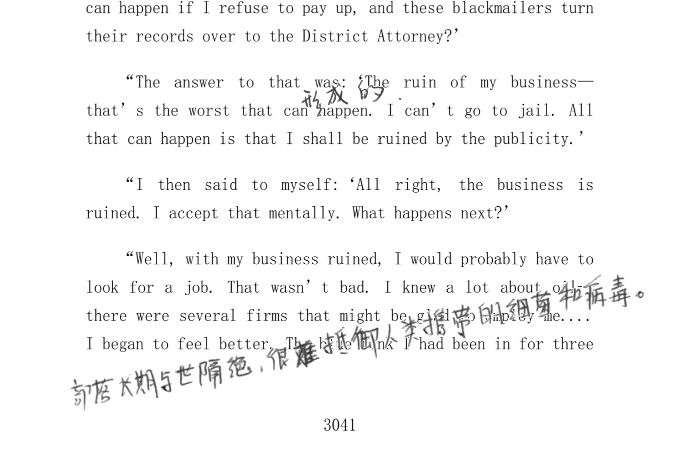 can happen if I refuse to pay up, and these blackmailers turn
their records over to the District Attorney?’
“The answer to that was: ‘The ruin of my business—
形成的
that’s the worst that can happen. I can’t go to jail. All
that can happen is that I shall be ruined by the publicity.’
“I then said to myself: ‘All right, the business is
ruined. I accept that mentally. What happens next?’
“Well, with my business ruined, I would probably have to
look for a job. That wasn’t bad. I knew a lot about oil—
there were several firms that might be glad to employ me....
I began to feel better. The blue funk I had been in for three
部落长期与世隔绝，很难抵御人类携带的细菌和病毒。
3041